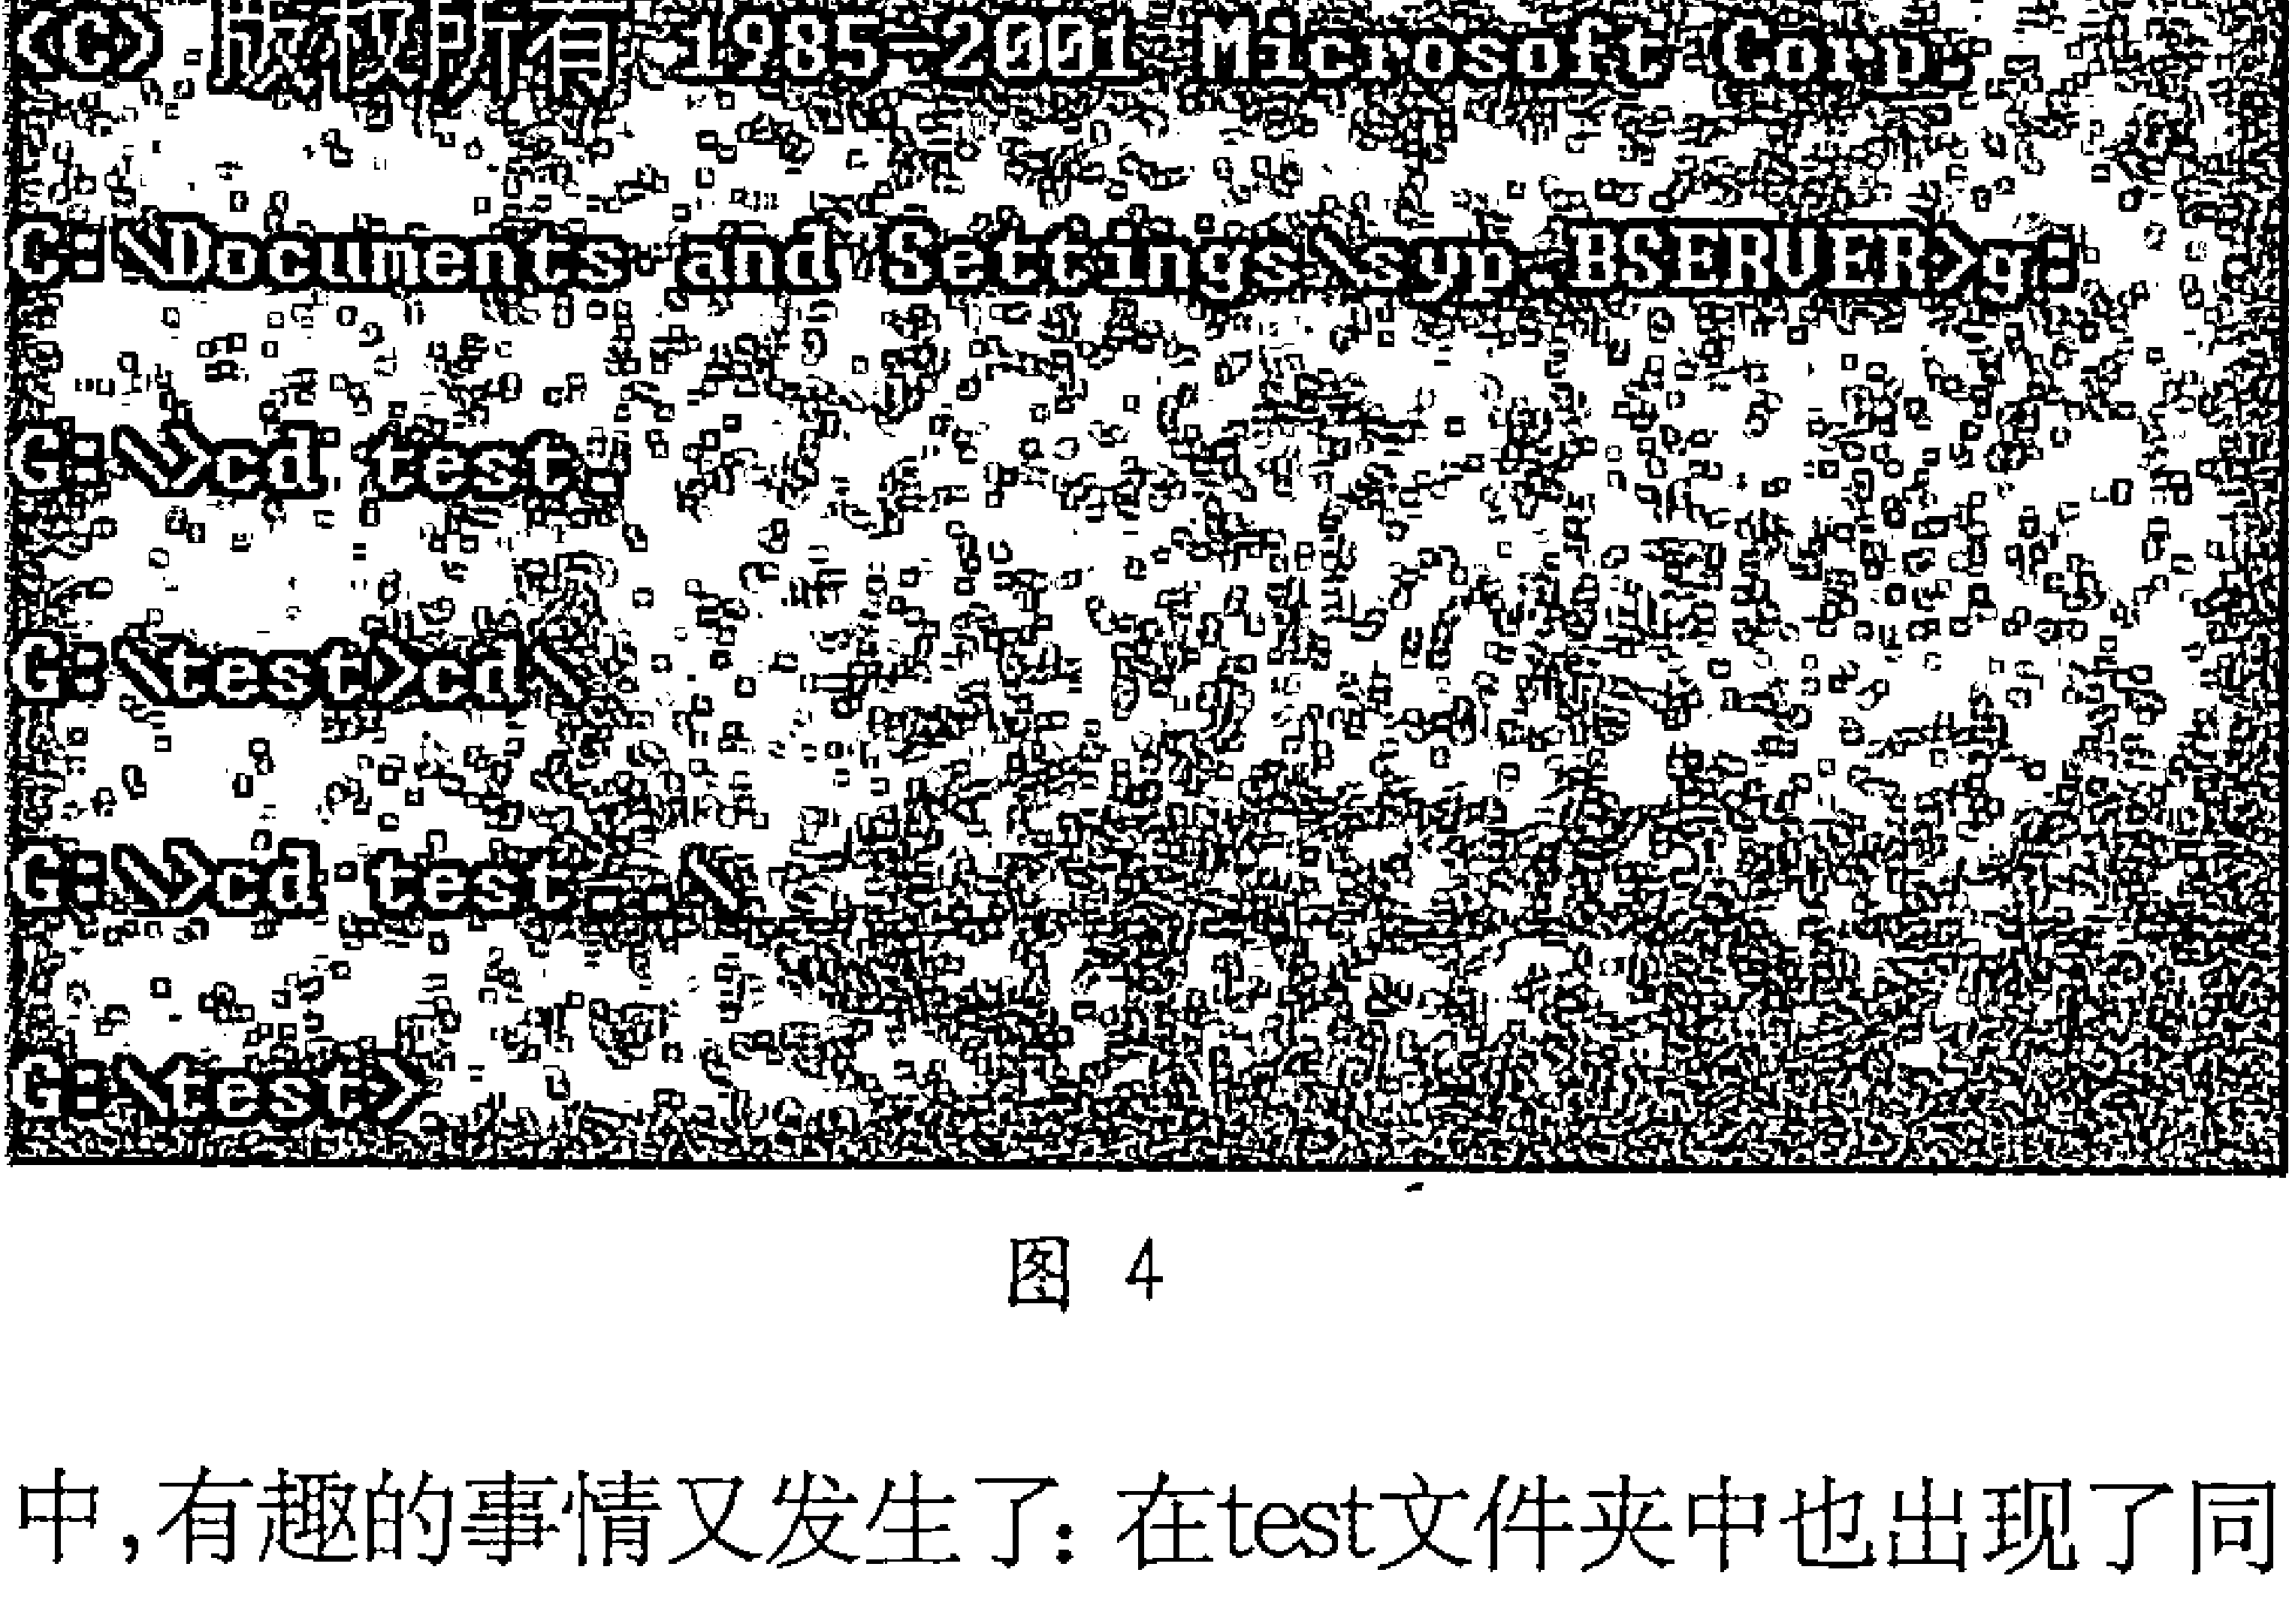 (C) 版权所有 1985-2001 Microsoft Corp.
C:\Documents and Settings\syp.BSERVER>g:
G:\>cd test.
G:\test>cd\
G:\>cd test..\
G:\test>
图 4
中,有趣的事情又发生了: 在test文件夹中也出现了同